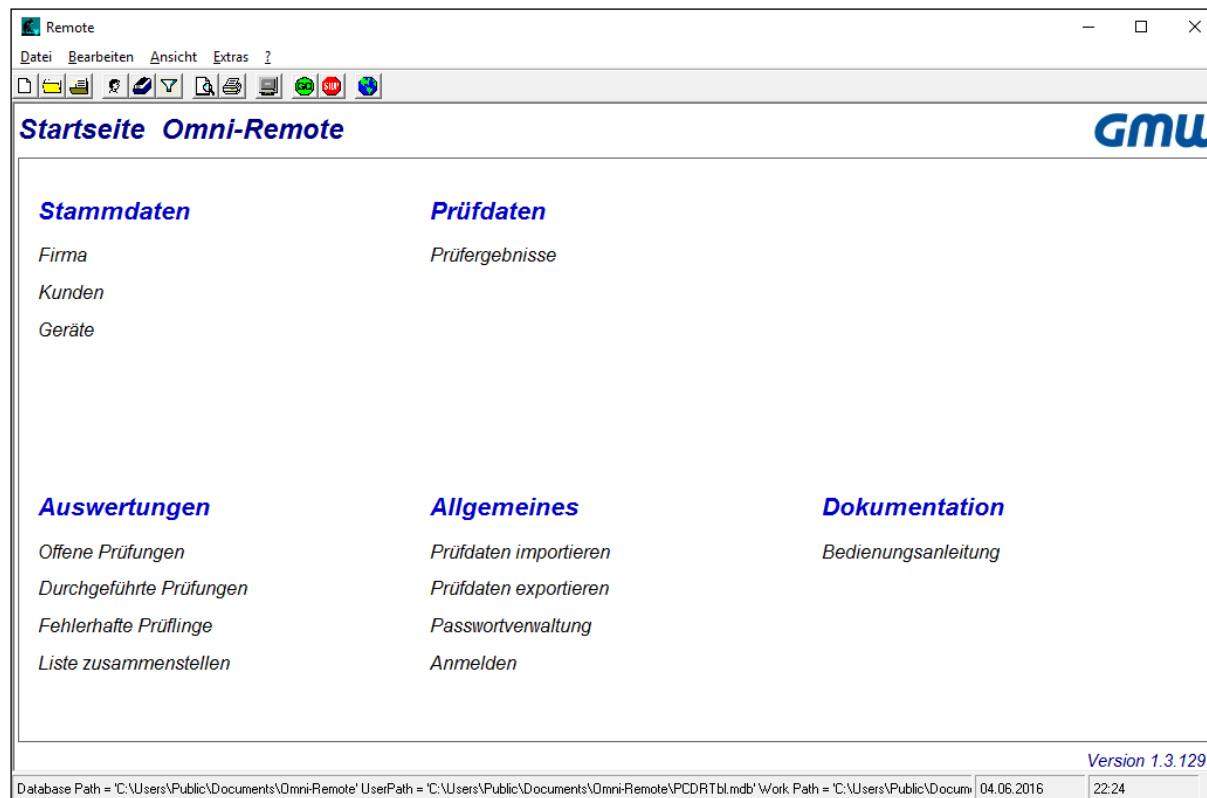 Remote
Datei Bearbeiten Ansicht Extras ?
GO STOP
Startseite Omni-Remote
GMW
Stammdaten Prüfdaten
Firma Prüfergebnisse
Kunden
Geräte
Auswertungen Allgemeines Dokumentation
Offene Prüfungen Prüfdaten importieren Bedienungsanleitung
Durchgeführte Prüfungen Prüfdaten exportieren
Fehlerhafte Prüflinge Passwortverwaltung
Liste zusammenstellen Anmelden
Version 1.3.129
Database Path = 'C:\Users\Public\Documents\Omni-Remote' UserPath = 'C:\Users\Public\Documents\Omni-Remote\PCDRTbl.mdb' Work Path = 'C:\Users\Public\Docum 04.06.2016 22:24